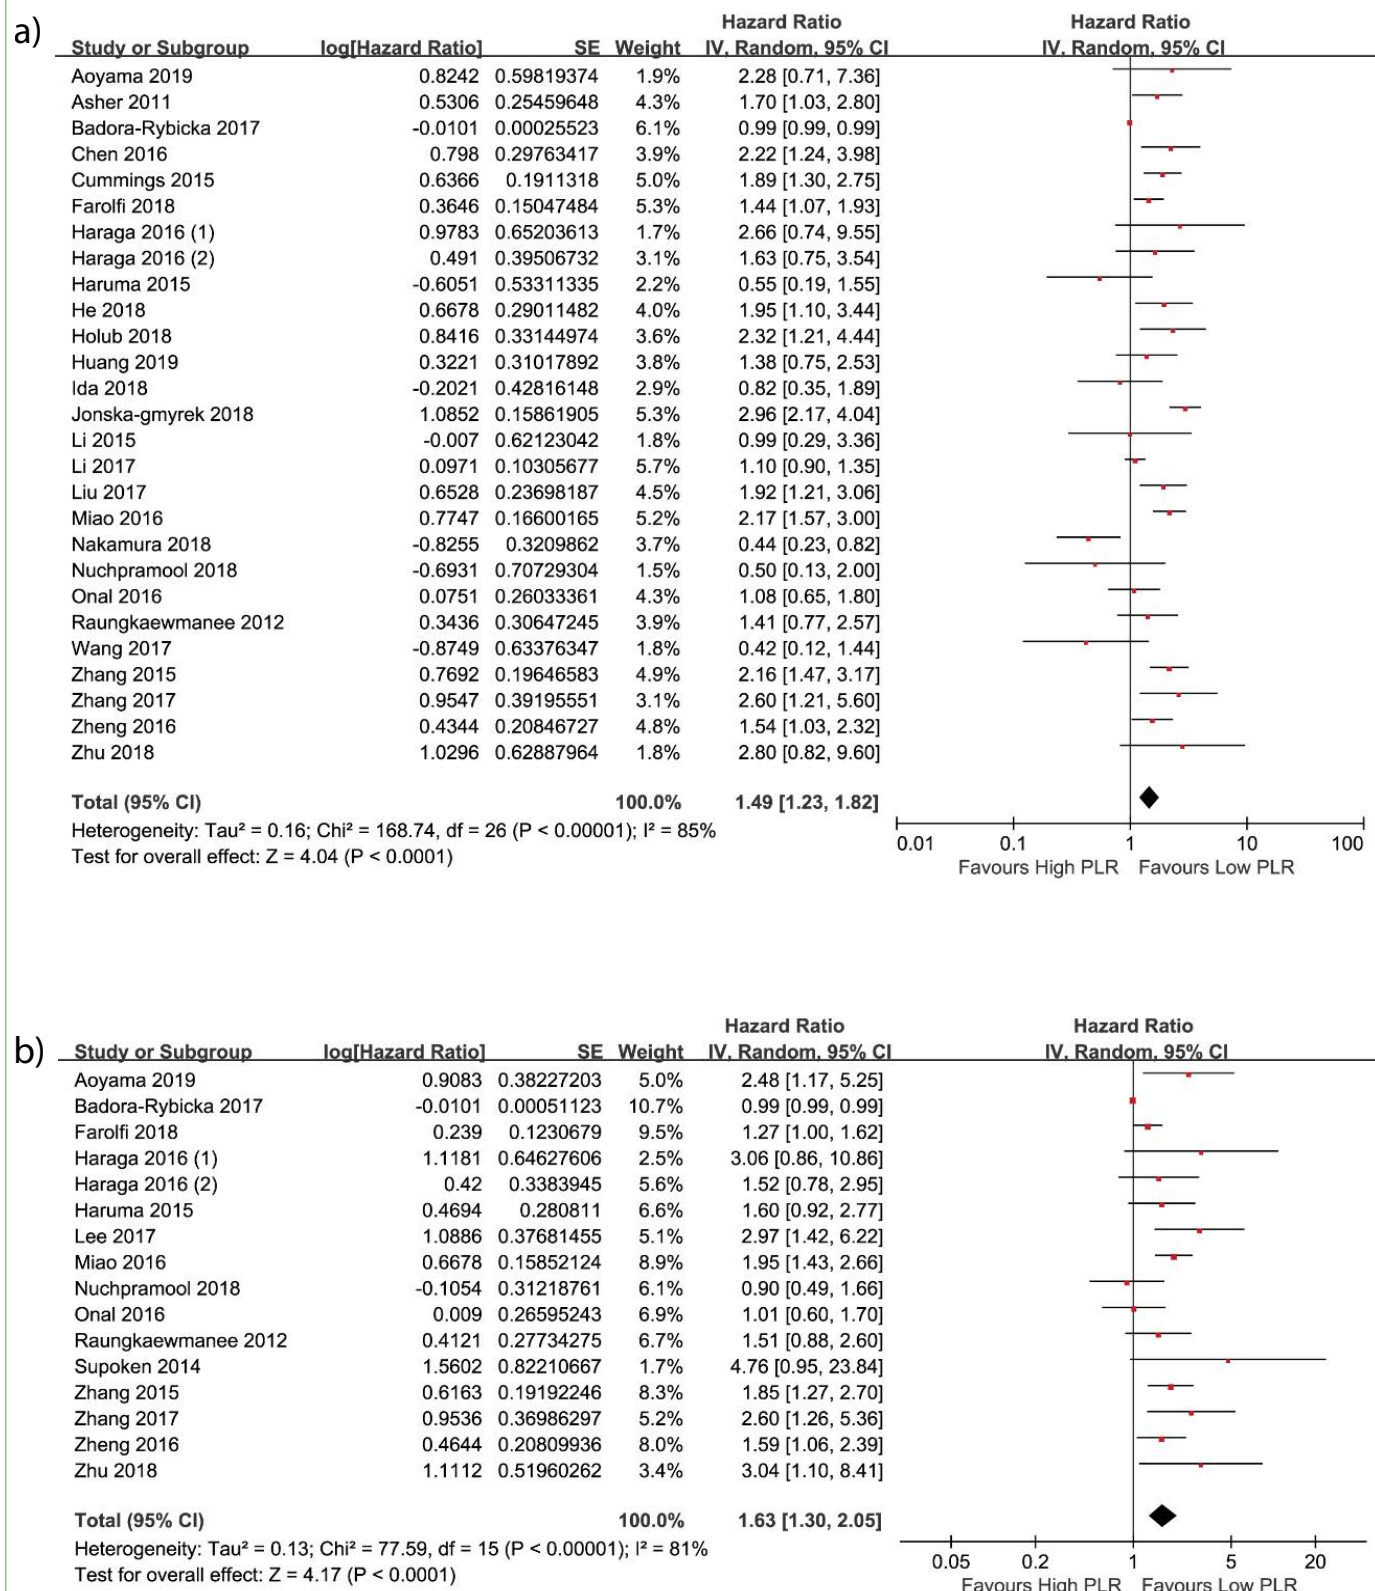 a)
Hazard Ratio Hazard Ratio
Study or Subgroup log[Hazard Ratio] SE Weight IV, Random, 95% CI IV, Random, 95% CI
Aoyama 2019 0.8242 0.59819374 1.9% 2.28 [0.71, 7.36]
Asher 2011 0.5306 0.25459648 4.3% 1.70 [1.03, 2.80]
Badora-Rybicka 2017 -0.0101 0.00025523 6.1% 0.99 [0.99, 0.99]
Chen 2016 0.798 0.29763417 3.9% 2.22 [1.24, 3.98]
Cummings 2015 0.6366 0.1911318 5.0% 1.89 [1.30, 2.75]
Farolfi 2018 0.3646 0.15047484 5.3% 1.44 [1.07, 1.93]
Haraga 2016 (1) 0.9783 0.65203613 1.7% 2.66 [0.74, 9.55]
Haraga 2016 (2) 0.491 0.39506732 3.1% 1.63 [0.75, 3.54]
Haruma 2015 -0.6051 0.53311335 2.2% 0.55 [0.19, 1.55]
He 2018 0.6678 0.29011482 4.0% 1.95 [1.10, 3.44]
Holub 2018 0.8416 0.33144974 3.6% 2.32 [1.21, 4.44]
Huang 2019 0.3221 0.31017892 3.8% 1.38 [0.75, 2.53]
Ida 2018 -0.2021 0.42816148 2.9% 0.82 [0.35, 1.89]
Jonska-gmyrek 2018 1.0852 0.15861905 5.3% 2.96 [2.17, 4.04]
Li 2015 -0.007 0.62123042 1.8% 0.99 [0.29, 3.36]
Li 2017 0.0971 0.10305677 5.7% 1.10 [0.90, 1.35]
Liu 2017 0.6528 0.23698187 4.5% 1.92 [1.21, 3.06]
Miao 2016 0.7747 0.16600165 5.2% 2.17 [1.57, 3.00]
Nakamura 2018 -0.8255 0.3209862 3.7% 0.44 [0.23, 0.82]
Nuchpramool 2018 -0.6931 0.70729304 1.5% 0.50 [0.13, 2.00]
Onal 2016 0.0751 0.26033361 4.3% 1.08 [0.65, 1.80]
Raungkaewmanee 2012 0.3436 0.30647245 3.9% 1.41 [0.77, 2.57]
Wang 2017 -0.8749 0.63376347 1.8% 0.42 [0.12, 1.44]
Zhang 2015 0.7692 0.19646583 4.9% 2.16 [1.47, 3.17]
Zhang 2017 0.9547 0.39195551 3.1% 2.60 [1.21, 5.60]
Zheng 2016 0.4344 0.20846727 4.8% 1.54 [1.03, 2.32]
Zhu 2018 1.0296 0.62887964 1.8% 2.80 [0.82, 9.60]
Total (95% CI) 100.0% 1.49 [1.23, 1.82]
Heterogeneity: Tau² = 0.16; Chi² = 168.74, df = 26 (P < 0.00001); I² = 85%
Test for overall effect: Z = 4.04 (P < 0.0001)
0.01 0.1 1 10 100
Favours High PLR Favours Low PLR
b)
Hazard Ratio Hazard Ratio
Study or Subgroup log[Hazard Ratio] SE Weight IV, Random, 95% CI IV, Random, 95% CI
Aoyama 2019 0.9083 0.38227203 5.0% 2.48 [1.17, 5.25]
Badora-Rybicka 2017 -0.0101 0.00051123 10.7% 0.99 [0.99, 0.99]
Farolfi 2018 0.239 0.1230679 9.5% 1.27 [1.00, 1.62]
Haraga 2016 (1) 1.1181 0.64627606 2.5% 3.06 [0.86, 10.86]
Haraga 2016 (2) 0.42 0.3383945 5.6% 1.52 [0.78, 2.95]
Haruma 2015 0.4694 0.280811 6.6% 1.60 [0.92, 2.77]
Lee 2017 1.0886 0.37681455 5.1% 2.97 [1.42, 6.22]
Miao 2016 0.6678 0.15852124 8.9% 1.95 [1.43, 2.66]
Nuchpramool 2018 -0.1054 0.31218761 6.1% 0.90 [0.49, 1.66]
Onal 2016 0.009 0.26595243 6.9% 1.01 [0.60, 1.70]
Raungkaewmanee 2012 0.4121 0.27734275 6.7% 1.51 [0.88, 2.60]
Supoken 2014 1.5602 0.82210667 1.7% 4.76 [0.95, 23.84]
Zhang 2015 0.6163 0.19192246 8.3% 1.85 [1.27, 2.70]
Zhang 2017 0.9536 0.36986297 5.2% 2.60 [1.26, 5.36]
Zheng 2016 0.4644 0.20809936 8.0% 1.59 [1.06, 2.39]
Zhu 2018 1.1112 0.51960262 3.4% 3.04 [1.10, 8.41]
Total (95% CI) 100.0% 1.63 [1.30, 2.05]
Heterogeneity: Tau² = 0.13; Chi² = 77.59, df = 15 (P < 0.00001); I² = 81%
Test for overall effect: Z = 4.17 (P < 0.0001)
0.05 0.2 1 5 20
Favours High PLR Favours Low PLR